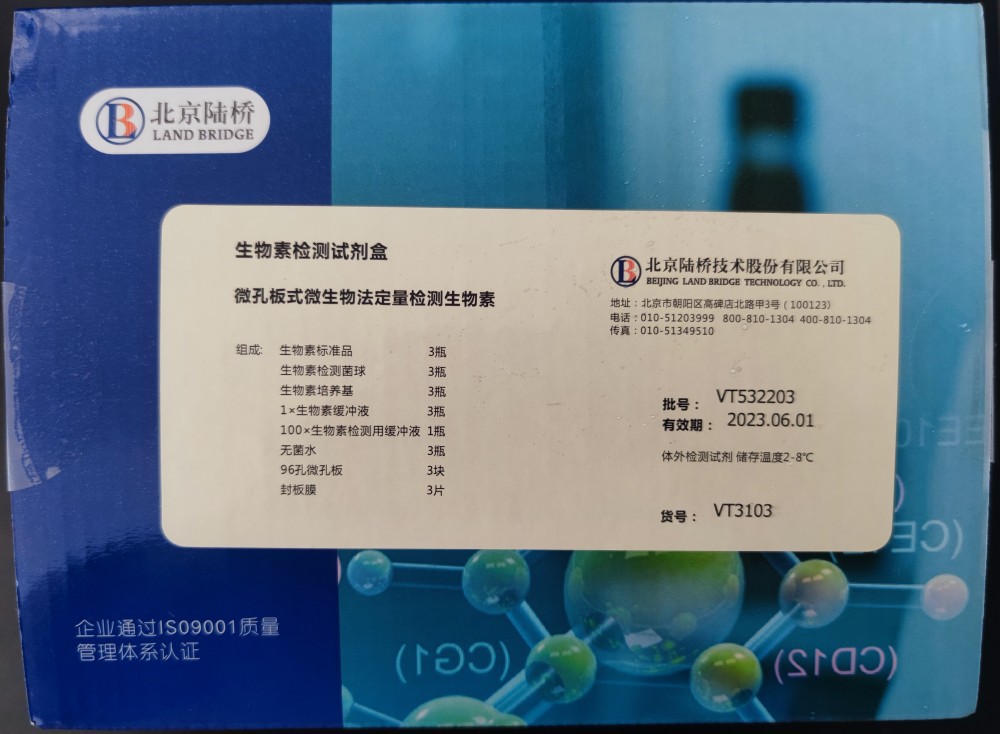 北京陆桥
LAND BRIDGE
生物素检测试剂盒
微孔板式微生物法定量检测生物素
组成: 生物素标准品 3瓶
生物素检测菌球 3瓶
生物素培养基 3瓶
1×生物素缓冲液 3瓶
100×生物素检测用缓冲液 1瓶
无菌水 3瓶
96孔微孔板 3块
封板膜 3片
北京陆桥技术股份有限公司
BEIJING LAND BRIDGE TECHNOLOGY CO., LTD.
地址：北京市朝阳区高碑店北路甲3号（100123）
电话：010-51203999 800-810-1304 400-810-1304
传真：010-51349510
批号： VT532203
有效期： 2023.06.01
体外检测试剂 储存温度2-8℃
货号： VT3103
企业通过ISO9001质量
管理体系认证
(CG1)
(CD12)